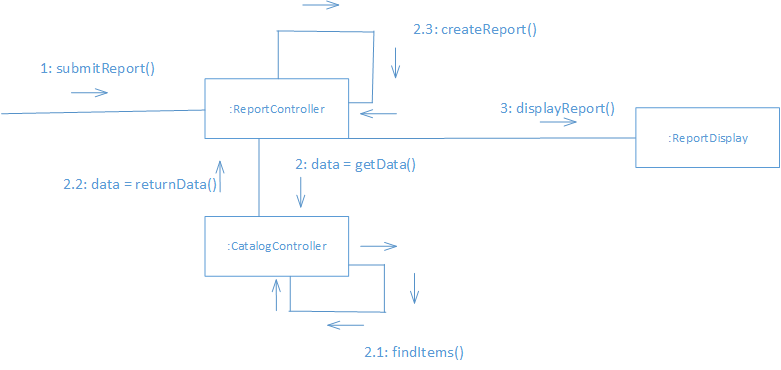 2.3: createReport()
1: submitReport()
:ReportController
3: displayReport()
:ReportDisplay
2: data = getData()
2.2: data = returnData()
:CatalogController
2.1: findItems()